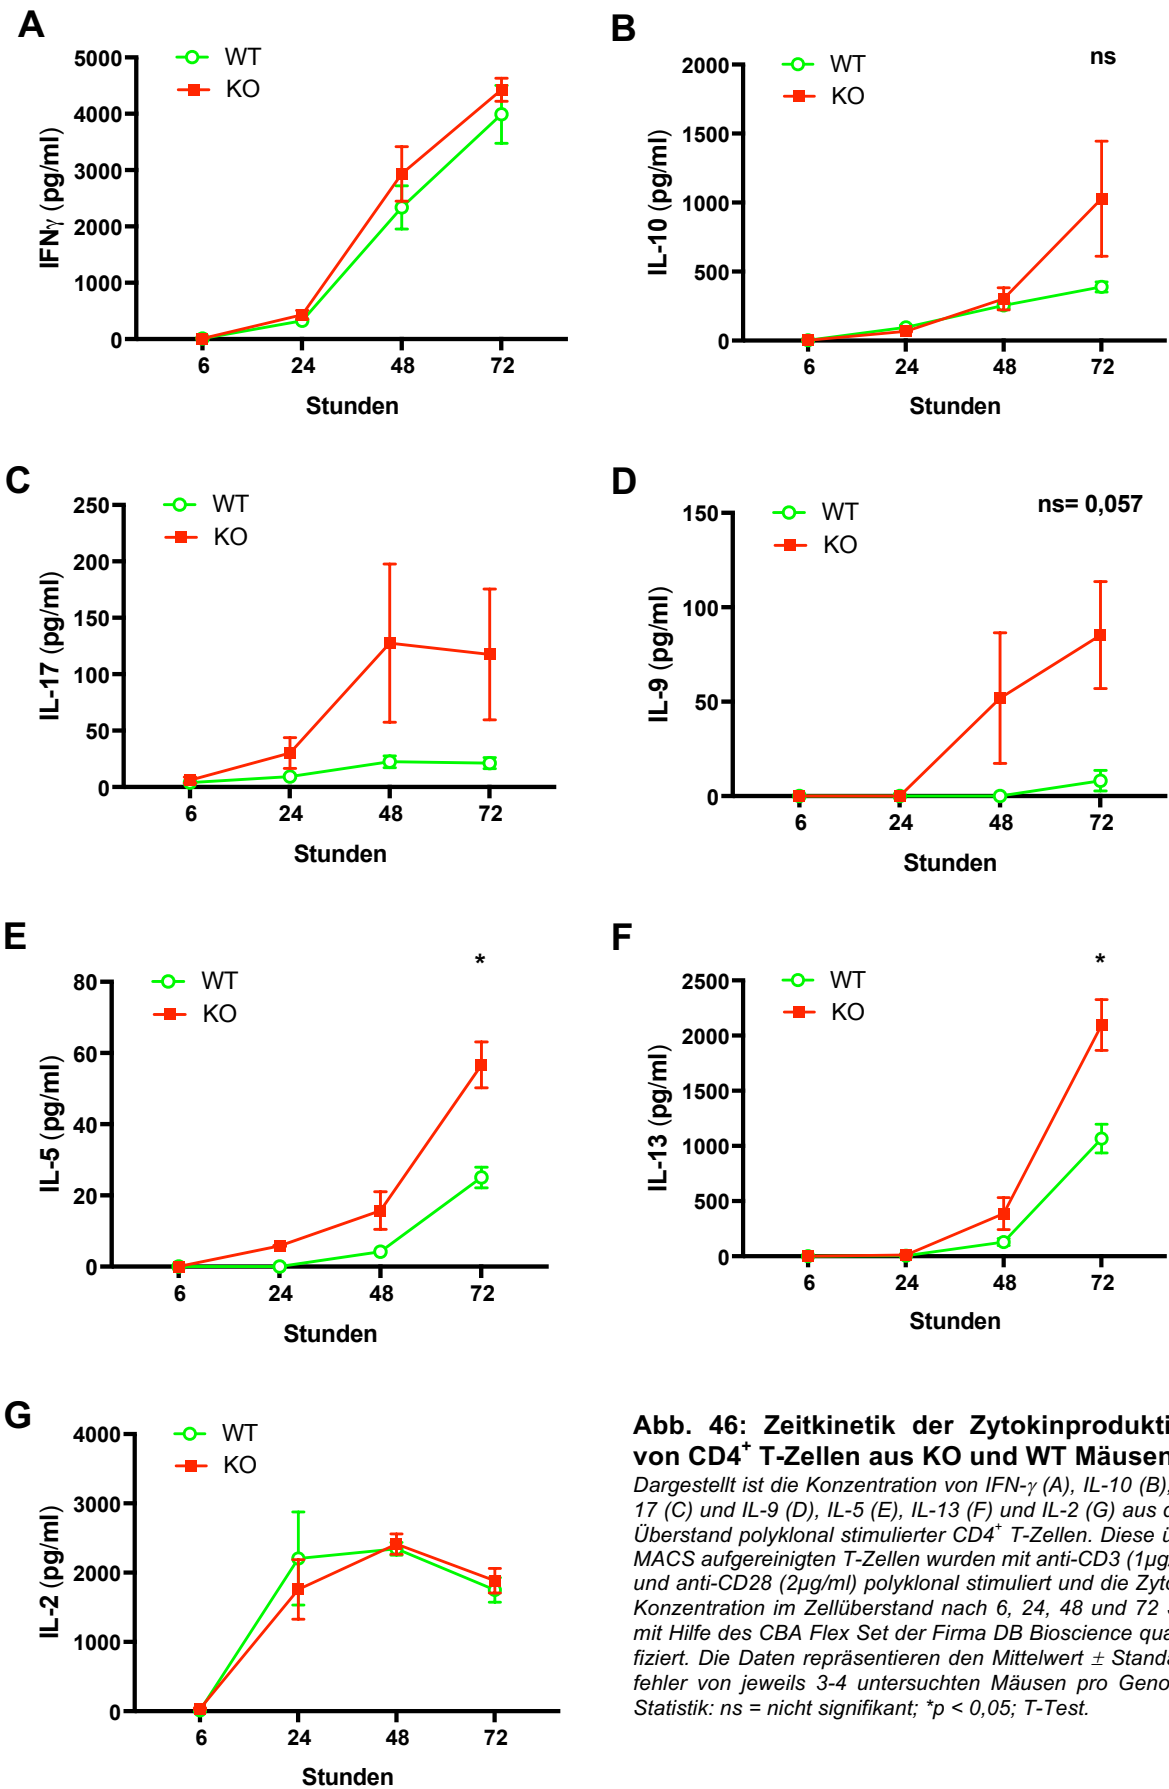 A
WT
KO
5000
4000
3000
2000
1000
0
IFNγ (pg/ml)
6 24 48 72
Stunden
B
ns
WT
KO
2000
1500
1000
500
0
IL-10 (pg/ml)
6 24 48 72
Stunden
C
WT
KO
250
200
150
100
50
0
IL-17 (pg/ml)
6 24 48 72
Stunden
D
ns= 0,057
WT
KO
150
100
50
0
IL-9 (pg/ml)
6 24 48 72
Stunden
E
*
WT
KO
80
60
40
20
0
IL-5 (pg/ml)
6 24 48 72
Stunden
F
*
WT
KO
2500
2000
1500
1000
500
0
IL-13 (pg/ml)
6 24 48 72
Stunden
G
WT
KO
4000
3000
2000
1000
0
IL-2 (pg/ml)
6 24 48 72
Stunden
Abb. 46: Zeitkinetik der Zytokinprodukti
von CD4⁺ T-Zellen aus KO und WT Mäusen
Dargestellt ist die Konzentration von IFN-γ (A), IL-10 (B),
17 (C) und IL-9 (D), IL-5 (E), IL-13 (F) und IL-2 (G) aus
Überstand polyklonal stimulierter CD4⁺ T-Zellen. Diese
MACS aufgereinigten T-Zellen wurden mit anti-CD3 (1µg/
und anti-CD28 (2µg/ml) polyklonal stimuliert und die Zyto
Konzentration im Zellüberstand nach 6, 24, 48 und 72
mit Hilfe des CBA Flex Set der Firma DB Bioscience qua
fiziert. Die Daten repräsentieren den Mittelwert ± Standa
fehler von jeweils 3-4 untersuchten Mäusen pro Geno
Statistik: ns = nicht signifikant; *p < 0,05; T-Test.